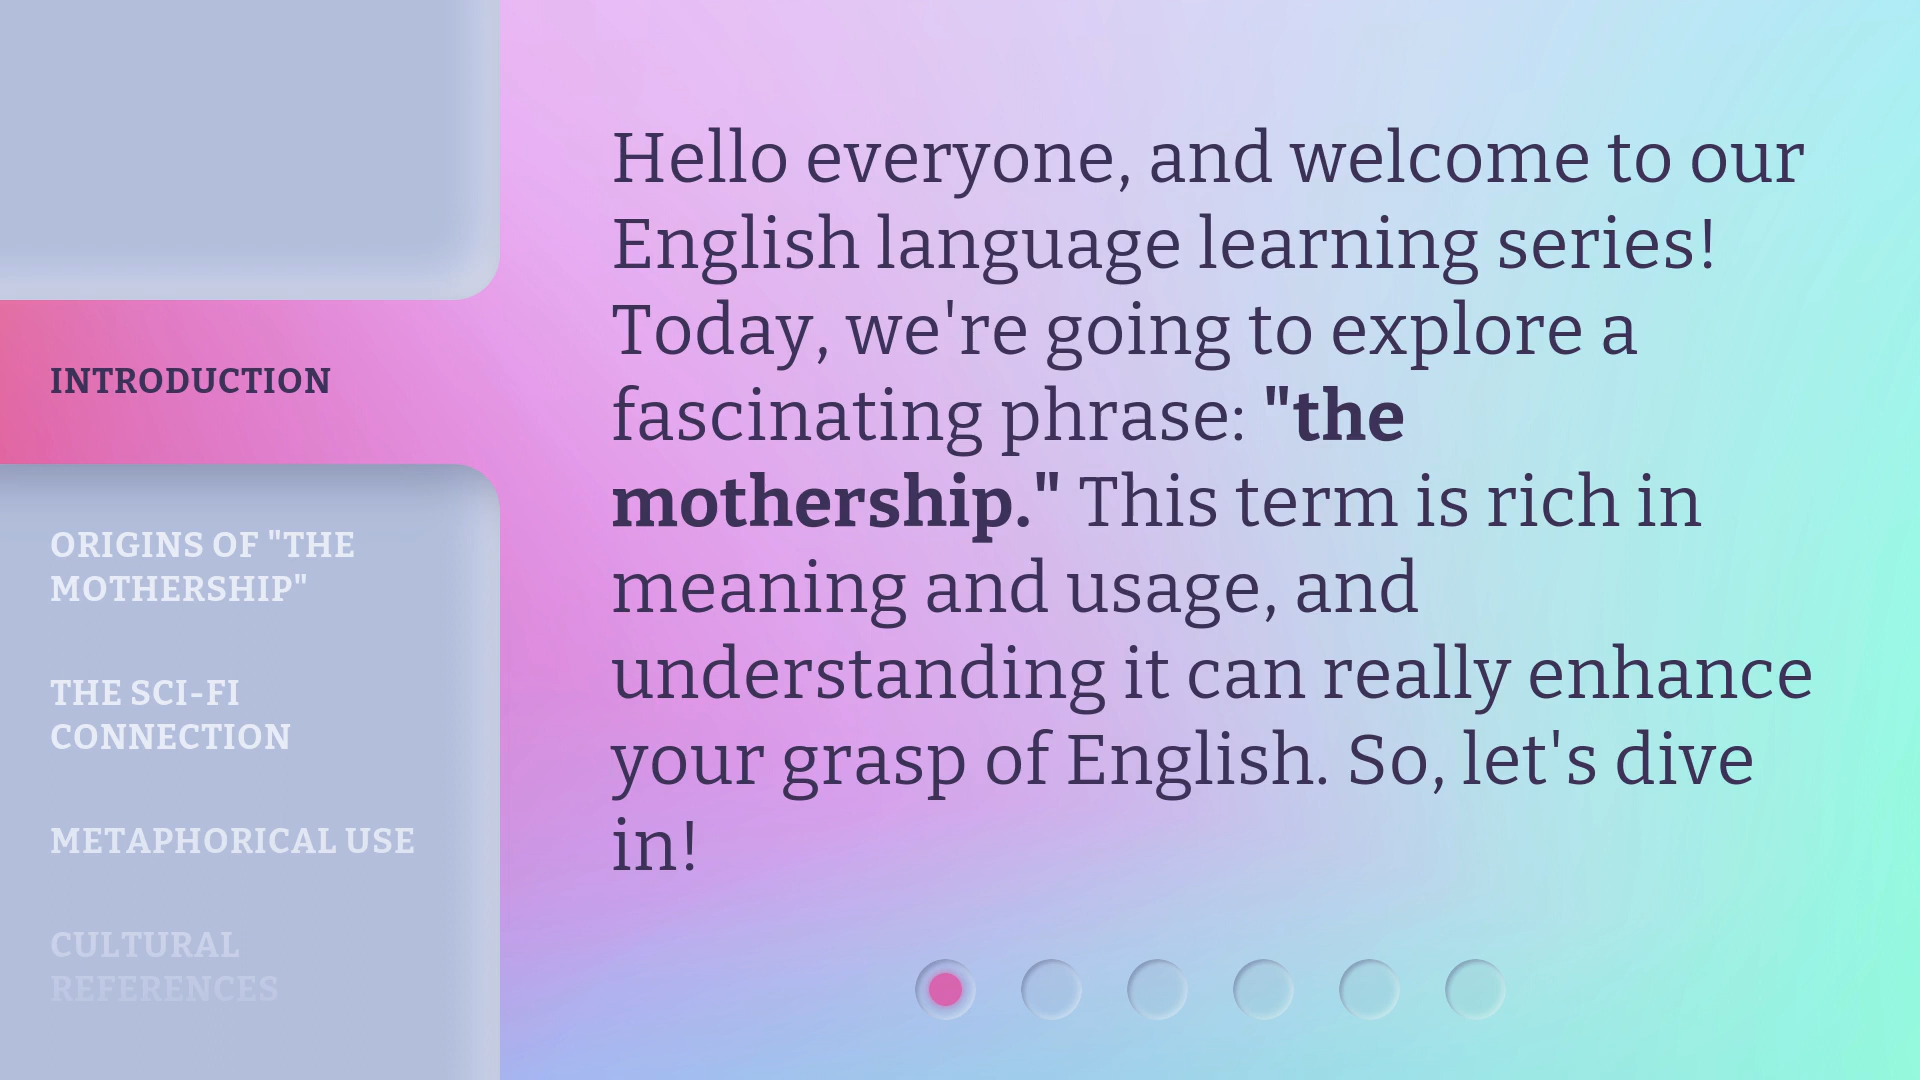 INTRODUCTION
ORIGINS OF "THE
MOTHERSHIP"
THE SCI-FI
CONNECTION
METAPHORICAL USE
CULTURAL
REFERENCES
Hello everyone, and welcome to our
English language learning series!
Today, we're going to explore a
fascinating phrase: "the
mothership." This term is rich in
meaning and usage, and
understanding it can really enhance
your grasp of English. So, let's dive
in!